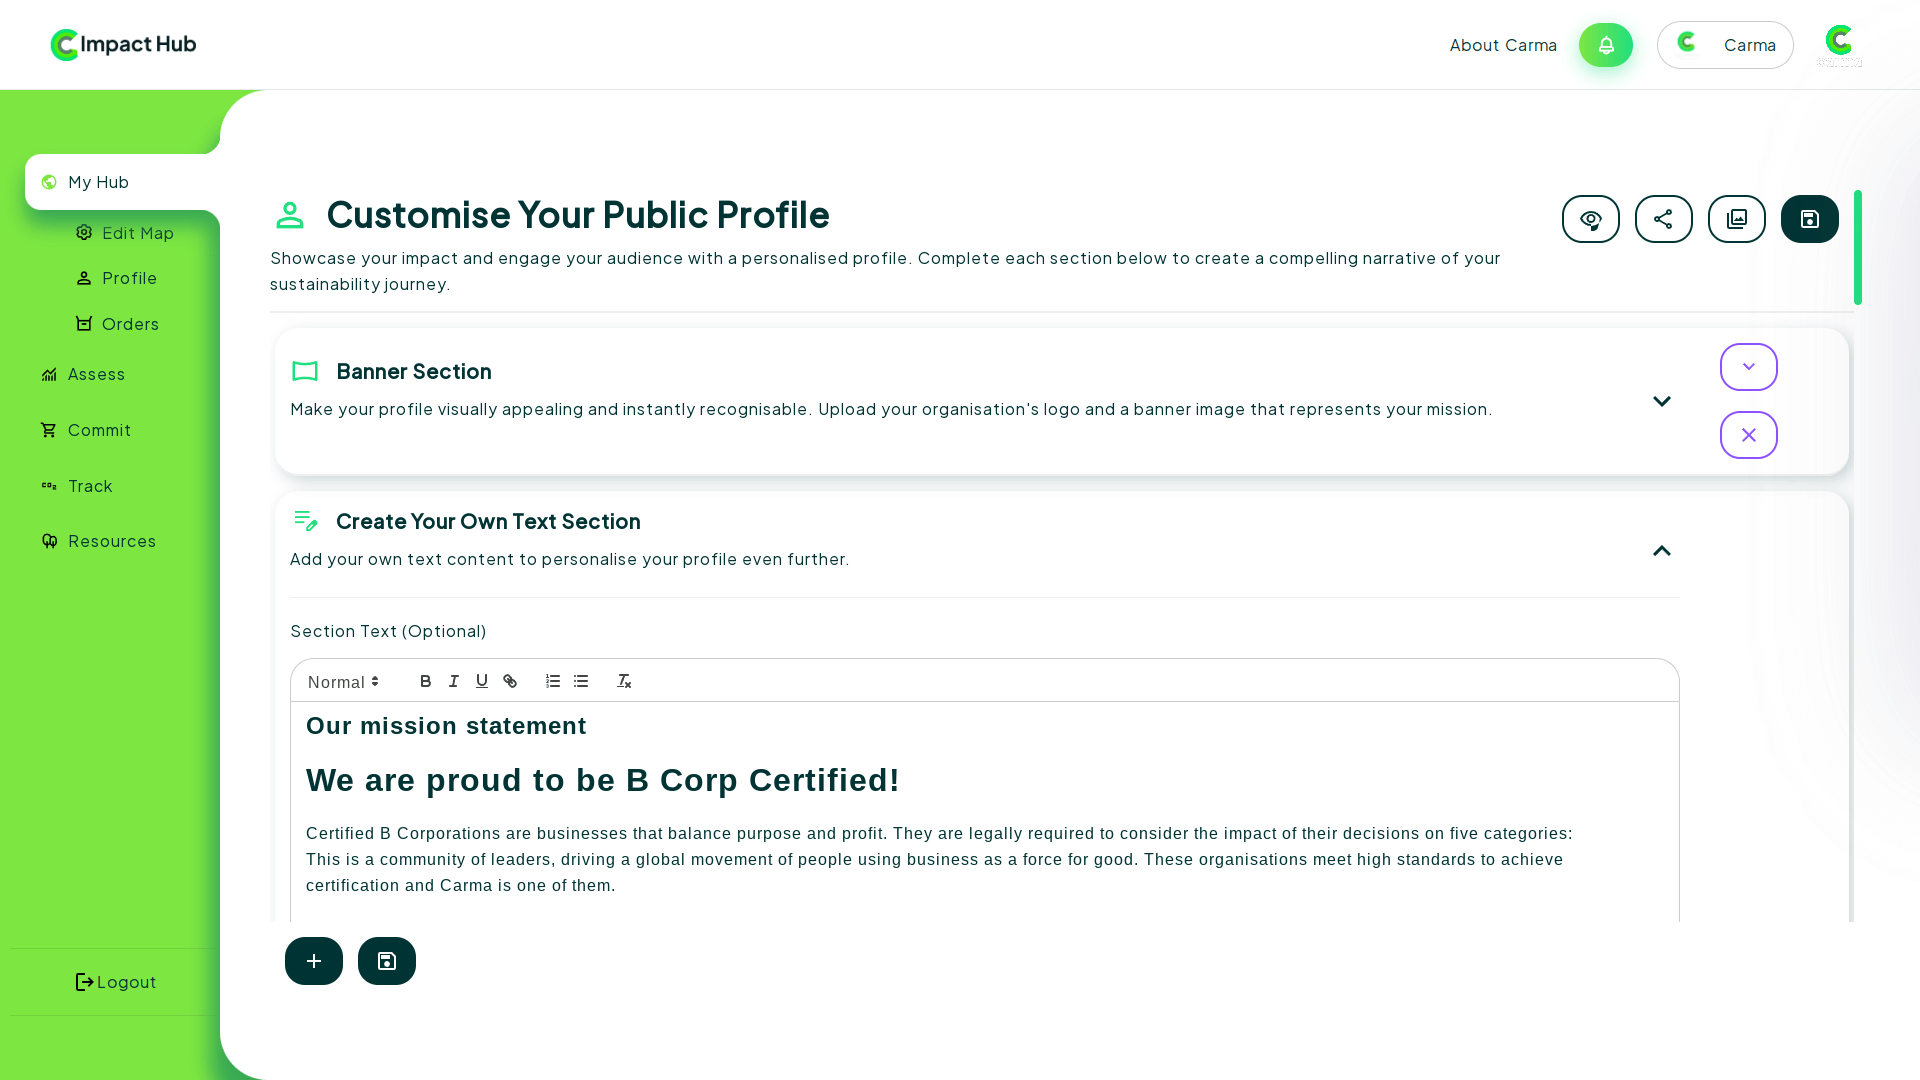 Impact Hub
About Carma
Carma
My Hub
Edit Map
Profile
Orders
Assess
Commit
Track
Resources
Logout
Customise Your Public Profile
Showcase your impact and engage your audience with a personalised profile. Complete each section below to create a compelling narrative of your
sustainability journey.
Banner Section
Make your profile visually appealing and instantly recognisable. Upload your organisation's logo and a banner image that represents your mission.
Create Your Own Text Section
Add your own text content to personalise your profile even further.
Section Text (Optional)
Normal
Our mission statement
We are proud to be B Corp Certified!
Certified B Corporations are businesses that balance purpose and profit. They are legally required to consider the impact of their decisions on five categories:
This is a community of leaders, driving a global movement of people using business as a force for good. These organisations meet high standards to achieve
certification and Carma is one of them.